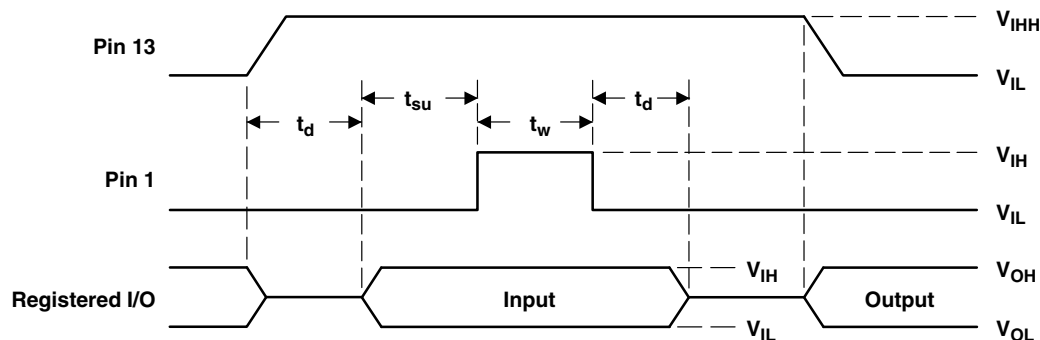 Pin 13
V_IHH
V_IL
t_d
t_su
t_w
t_d
Pin 1
V_IH
V_IL
Registered I/O
Input
V_IH
V_IL
Output
V_OH
V_OL